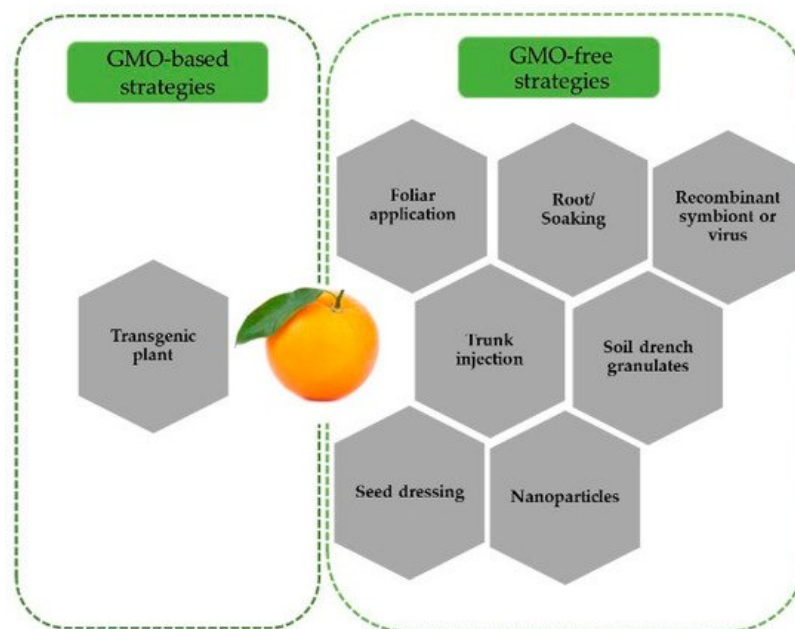 GMO-based
strategies
GMO-free
strategies
Transgenic
plant
Foliar
application
Root/
Soaking
Recombinant
symbiont or
virus
Trunk
injection
Soil drench
granulates
Seed dressing
Nanoparticles